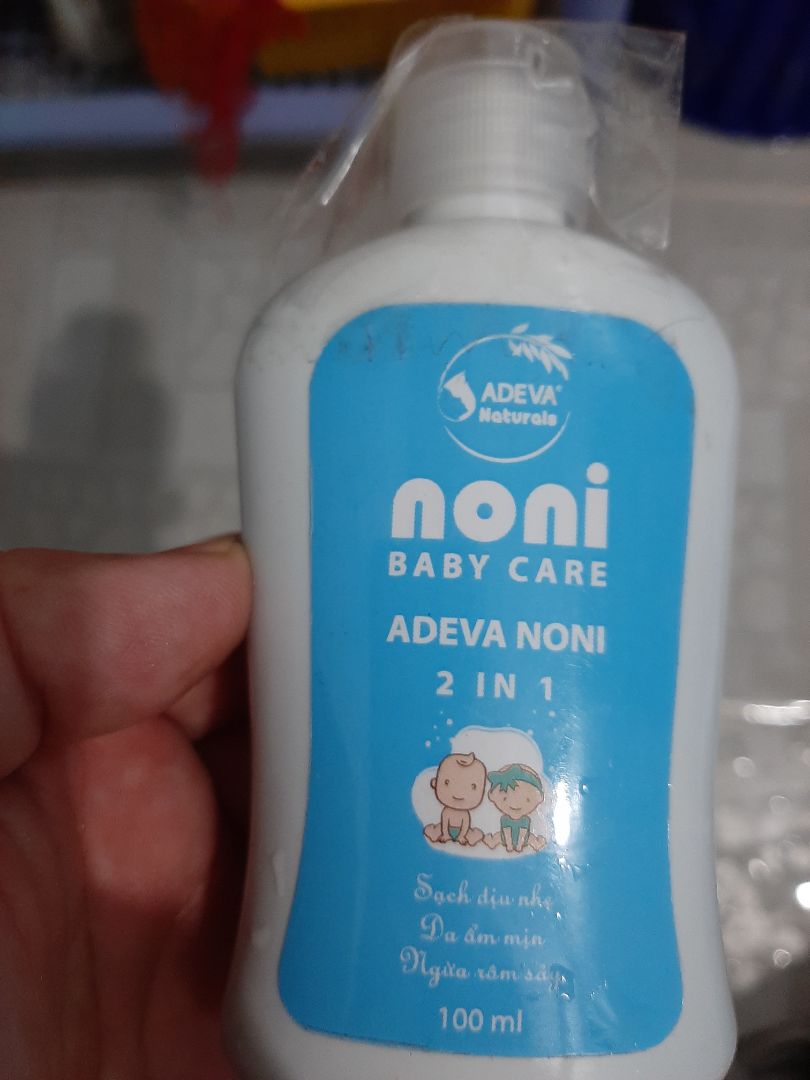 ADEVA®
Naturals
noni
BABY CARE
ADEVA NONI
2 IN 1
Sạch dịu nhẹ
Da ẩm mịn
Ngừa rôm sảy
100 ml